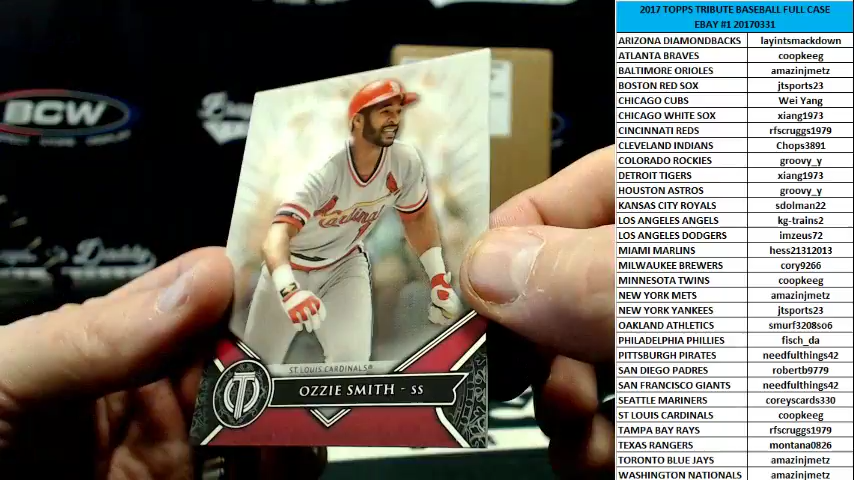 BCW
Cardinals
ST. LOUIS CARDINALS®
OZZIE SMITH - SS
2017 TOPPS TRIBUTE BASEBALL FULL CASE
EBAY #1 20170331
ARIZONA DIAMONDBACKS layintsmackdown
ATLANTA BRAVES coopkeeg
BALTIMORE ORIOLES amazinjmetz
BOSTON RED SOX jtsports23
CHICAGO CUBS Wei Yang
CHICAGO WHITE SOX xiang1973
CINCINNATI REDS rfscruggs1979
CLEVELAND INDIANS Chops3891
COLORADO ROCKIES groovy_y
DETROIT TIGERS xiang1973
HOUSTON ASTROS groovy_y
KANSAS CITY ROYALS sdolman22
LOS ANGELES ANGELS kg-trains2
LOS ANGELES DODGERS imzeus72
MIAMI MARLINS hess21312013
MILWAUKEE BREWERS cory9266
MINNESOTA TWINS coopkeeg
NEW YORK METS amazinjmetz
NEW YORK YANKEES jtsports23
OAKLAND ATHLETICS smurf3208so6
PHILADELPHIA PHILLIES fisch_da
PITTSBURGH PIRATES needfulthings42
SAN DIEGO PADRES robertb9779
SAN FRANCISCO GIANTS needfulthings42
SEATTLE MARINERS coreyscards330
ST LOUIS CARDINALS coopkeeg
TAMPA BAY RAYS rfscruggs1979
TEXAS RANGERS montana0826
TORONTO BLUE JAYS amazinjmetz
WASHINGTON NATIONALS amazinjmetz